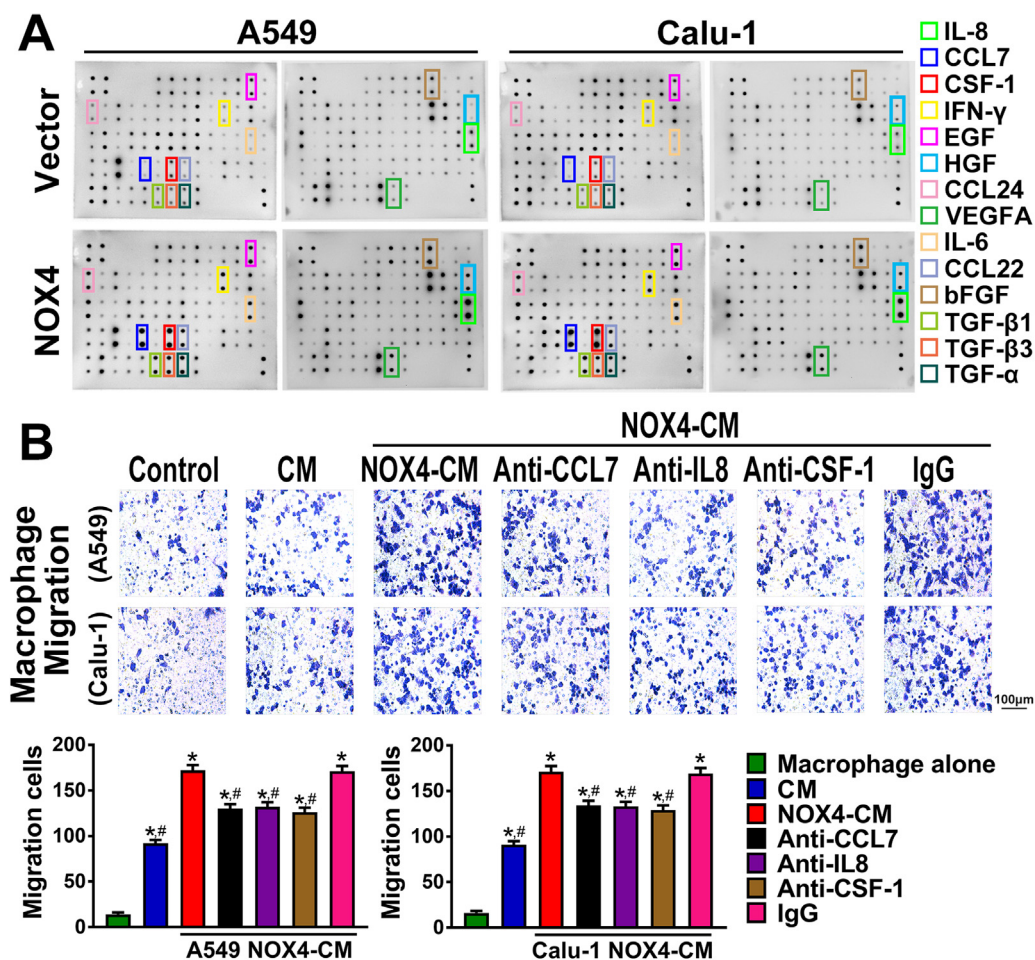 A
A549
Calu-1
Vector
NOX4
IL-8
CCL7
CSF-1
IFN-γ
EGF
HGF
CCL24
VEGFA
IL-6
CCL22
bFGF
TGF-β1
TGF-β3
TGF-α
B
NOX4-CM
Control CM NOX4-CM Anti-CCL7 Anti-IL8 Anti-CSF-1 IgG
Macrophage
Migration
(A549)
(Calu-1)
100μm
Migration cells
200
150
100
50
0
*,#
*
*,#
*,#
*,#
*
A549 NOX4-CM
Migration cells
200
150
100
50
0
*,#
*
*,#
*,#
*,#
*
Calu-1 NOX4-CM
Macrophage alone
CM
NOX4-CM
Anti-CCL7
Anti-IL8
Anti-CSF-1
IgG